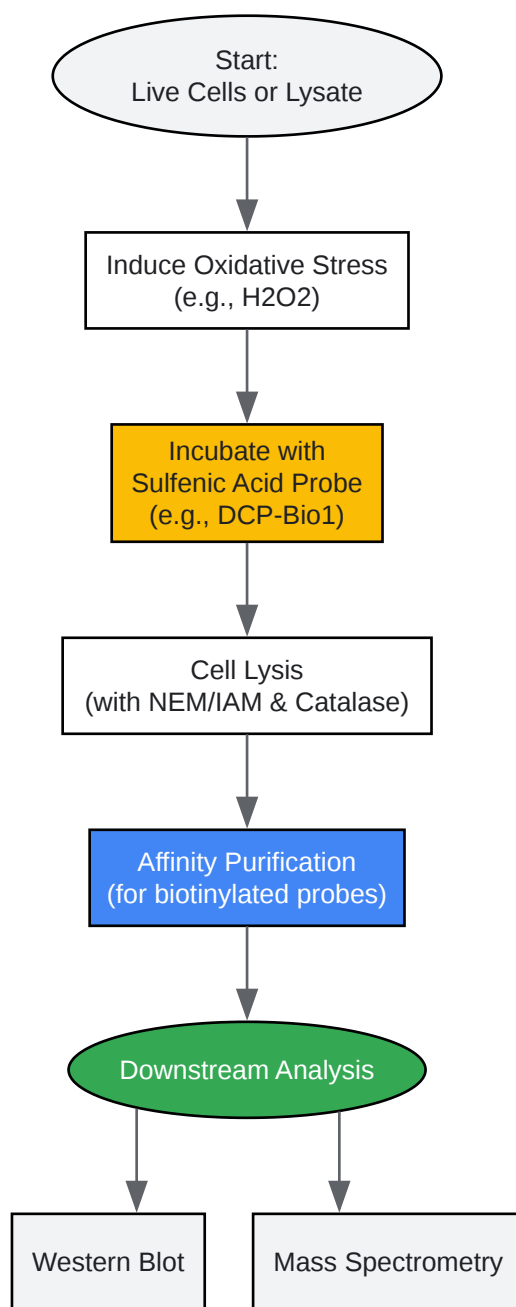 Start:
Live Cells or Lysate
Induce Oxidative Stress
(e.g., H2O2)
Incubate with
Sulfenic Acid Probe
(e.g., DCP-Bio1)
Cell Lysis
(with NEM/IAM & Catalase)
Affinity Purification
(for biotinylated probes)
Downstream Analysis
Western Blot
Mass Spectrometry